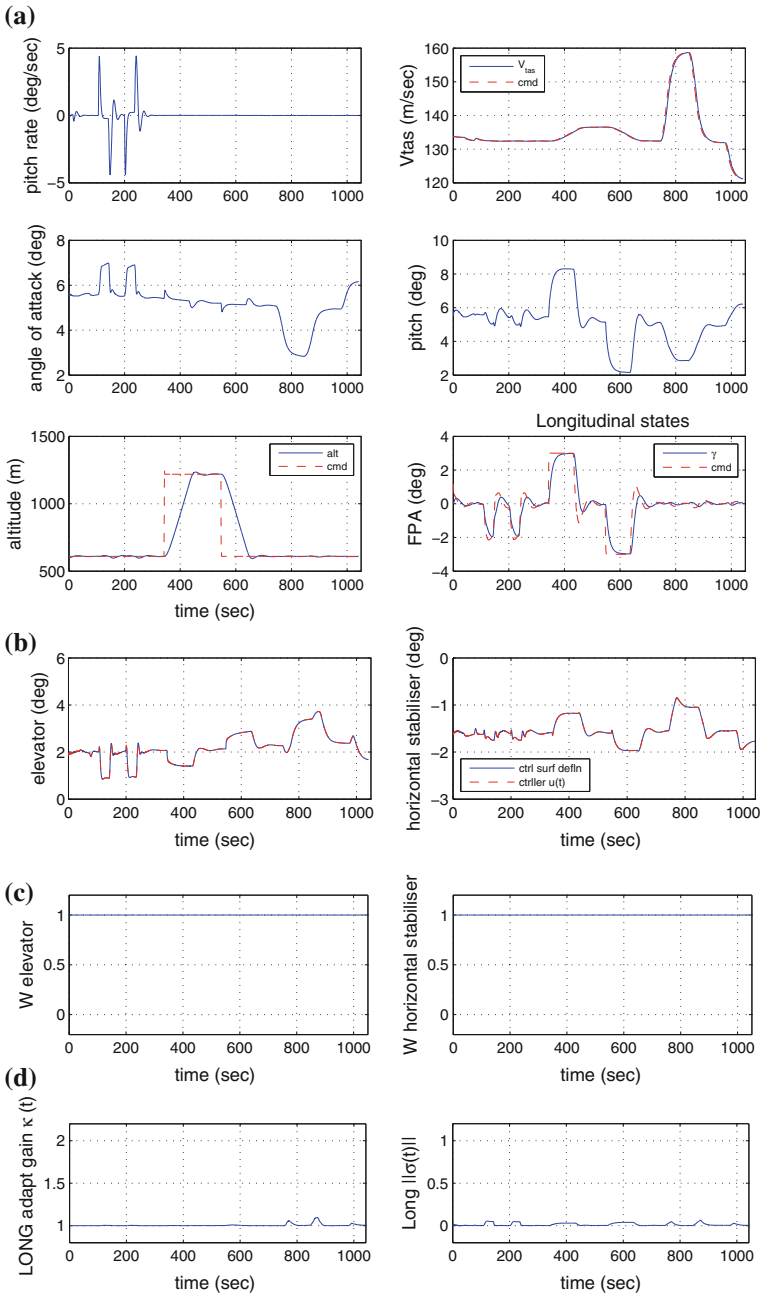 (a)
pitch rate (deg/sec)
5
0
−5
0 200 400 600 800 1000
Vtas (m/sec)
160
150
140
130
120
V_tas
cmd
0 200 400 600 800 1000
angle of attack (deg)
8
6
4
2
0 200 400 600 800 1000
pitch (deg)
10
8
6
4
2
0 200 400 600 800 1000
Longitudinal states
altitude (m)
1500
1000
500
alt
cmd
0 200 400 600 800 1000
time (sec)
FPA (deg)
4
2
0
−2
−4
γ
cmd
0 200 400 600 800 1000
(b)
elevator (deg)
6
4
2
0
0 200 400 600 800 1000
time (sec)
horizontal stabiliser (deg)
0
−1
−2
−3
ctrl surf defln
ctrller u(t)
0 200 400 600 800 1000
time (sec)
(c)
W elevator
1
0.5
0
0 200 400 600 800 1000
time (sec)
W horizontal stabiliser
1
0.5
0
0 200 400 600 800 1000
time (sec)
(d)
LONG adapt gain κ (t)
2
1.5
1
0 200 400 600 800 1000
time (sec)
Long ||σ(t)||
1
0.5
0
0 200 400 600 800 1000
time (sec)